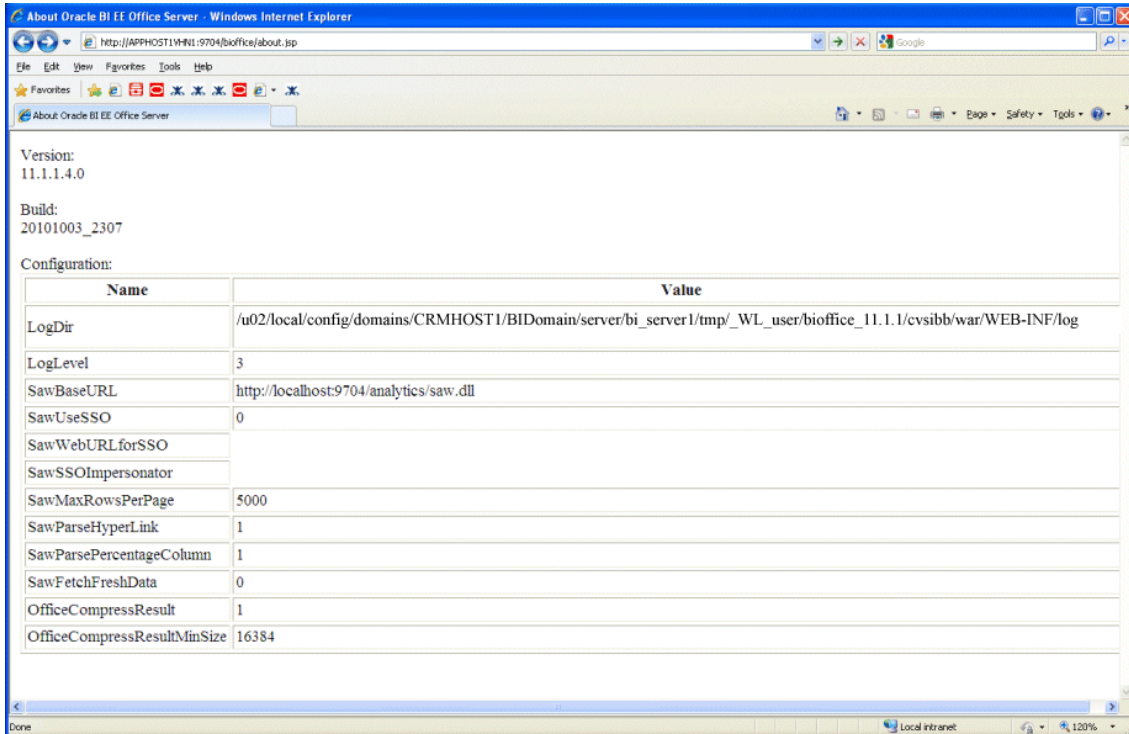 About Oracle BI EE Office Server - Windows Internet Explorer
http://APPHOST1VHN1:9704/bioffice/about.jsp
Google
File Edit View Favorites Tools Help
Favorites
About Oracle BI EE Office Server
Page Safety Tools
Version:
11.1.1.4.0
Build:
20101003_2307
Configuration:
Name Value
LogDir /u02/local/config/domains/CRMHOST1/BIDomain/server/bi_server1/tmp/_WL_user/bioffice_11.1.1/cvsibb/war/WEB-INF/log
LogLevel 3
SawBaseURL http://localhost:9704/analytics/saw.dll
SawUseSSO 0
SawWebURLforSSO
SawSSOImpersonator
SawMaxRowsPerPage 5000
SawParseHyperLink 1
SawParsePercentageColumn 1
SawFetchFreshData 0
OfficeCompressResult 1
OfficeCompressResultMinSize 16384
Done Local intranet 120%